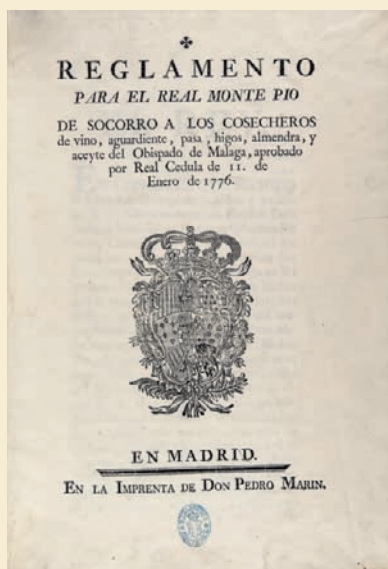 REGLAMENTO
PARA EL REAL MONTE PIO
DE SOCORRO A LOS COSECHEROS
de vino, aguardiente, pasa, higos, almendra, y
aceyte del Obispado de Malaga, aprobado
por Real Cedula de 11. de
Enero de 1776.
EN MADRID.
EN LA IMPRENTA DE DON PEDRO MARIN.